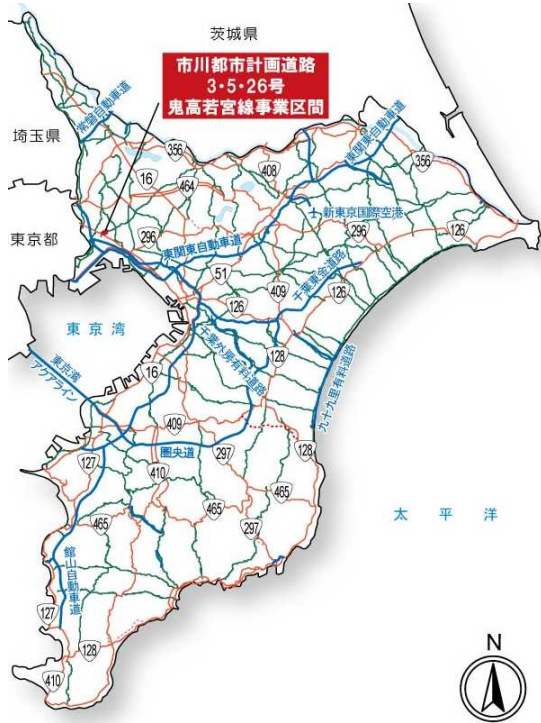 茨城県
市川都市計画道路
3・5・26号
鬼高若宮線事業区間
常磐自動車道
埼玉県
356
16
464
408
東関東自動車道
356
新東京国際空港
東京都
296
東関東自動車道
296
126
51
千葉東金道路
126
409
126
東京湾
千葉外房有料道路
128
16
東京湾
アクアライン
九十九里有料道路
409
圏央道
297
128
127
410
465
465
465
297
太平洋
館山自動車道
127
128
410
N